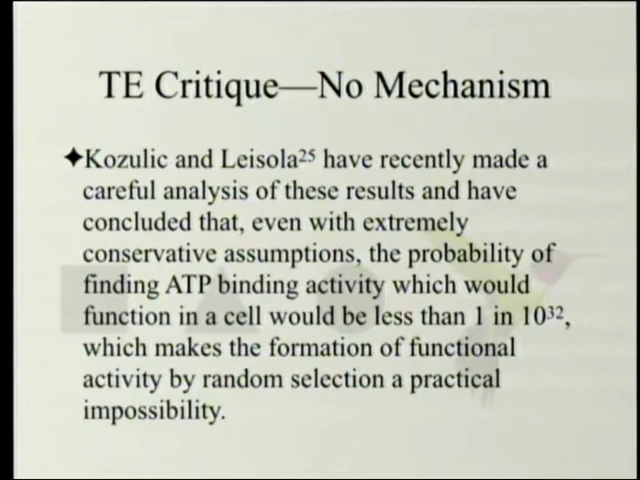 TE Critique—No Mechanism
✦Kozulic and Leisola²⁵ have recently made a
careful analysis of these results and have
concluded that, even with extremely
conservative assumptions, the probability of
finding ATP binding activity which would
function in a cell would be less than 1 in 10³²,
which makes the formation of functional
activity by random selection a practical
impossibility.